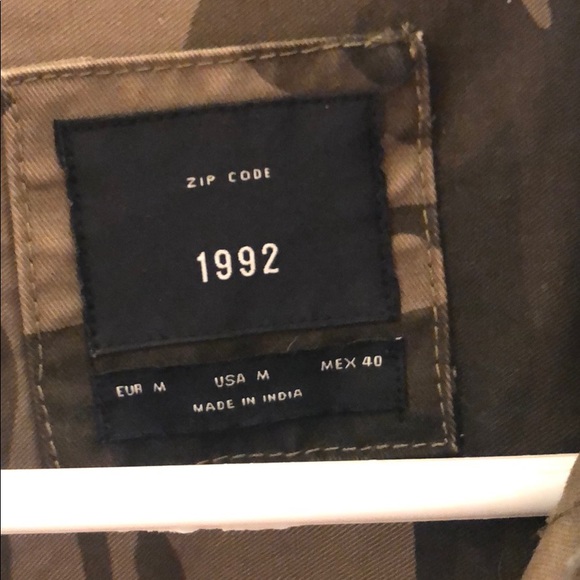 ZIP CODE
1992
EUR M USA M MEX 40
MADE IN INDIA